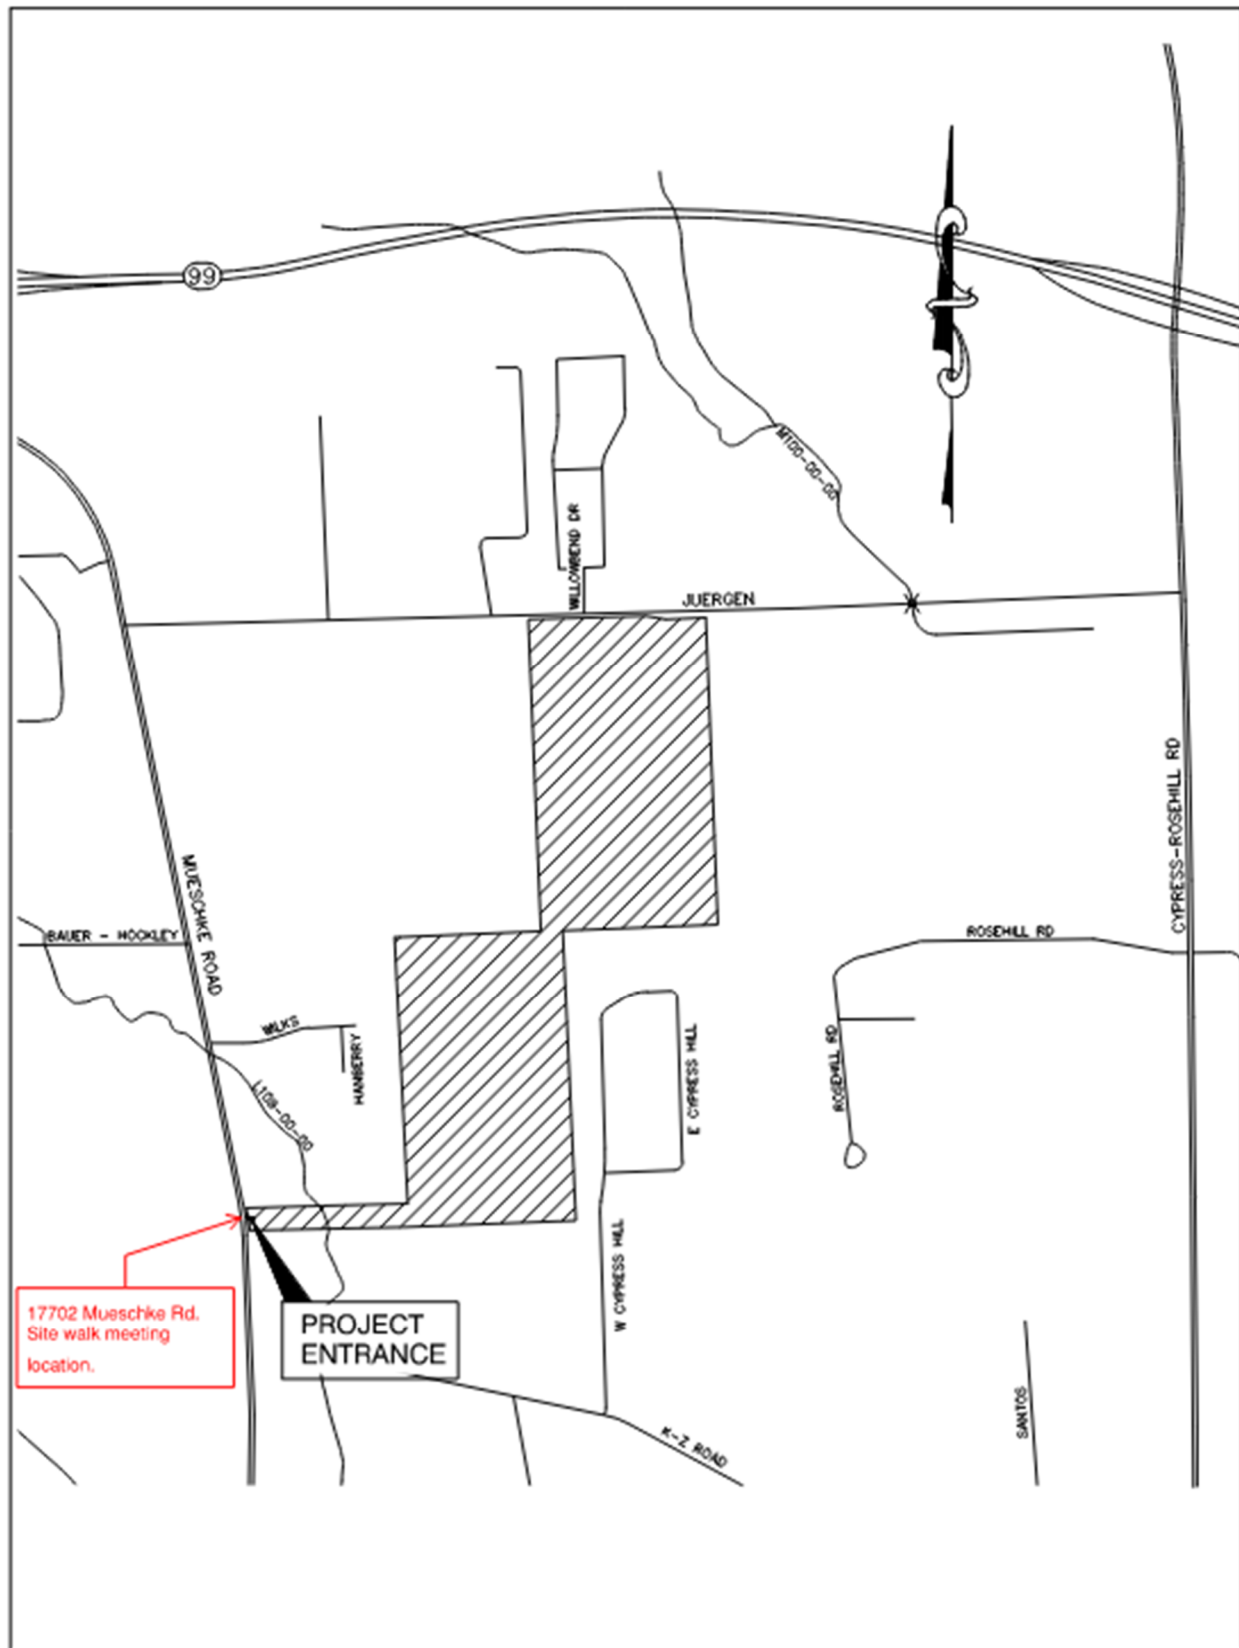 99
M100-00-00
WILLOWBEND DR
JUERGEN
CYPRESS-ROSEHILL RD
MUESCHKE ROAD
BAUER - HOCKLEY
ROSEHILL RD
WILKS
HANBERRY
E CYPRESS HILL
ROSEHILL RD
L108-00-00
W CYPRESS HILL
17702 Mueschke Rd.
Site walk meeting
location.
PROJECT
ENTRANCE
SANTOS
K-Z ROAD